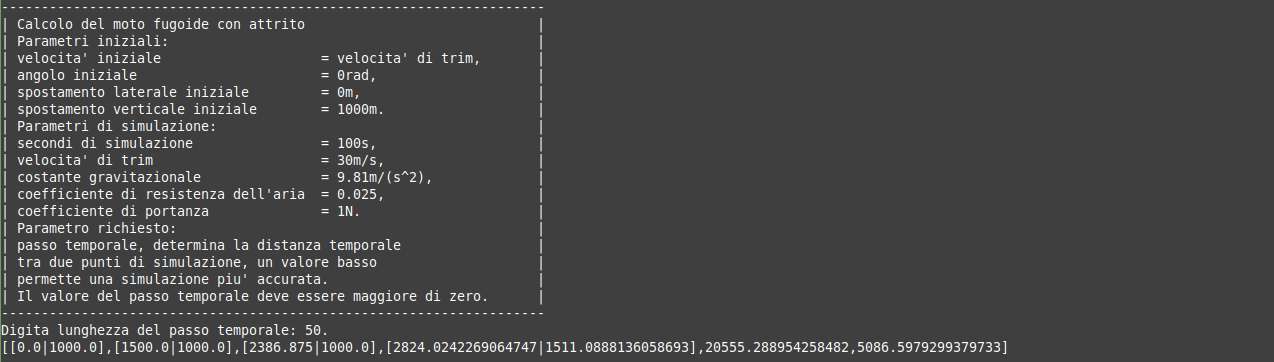 --------------------------------------------------------------------
| Calcolo del moto fugoide con attrito |
| Parametri iniziali: |
| velocita' iniziale = velocita' di trim, |
| angolo iniziale = 0rad, |
| spostamento laterale iniziale = 0m, |
| spostamento verticale iniziale = 1000m. |
| Parametri di simulazione: |
| secondi di simulazione = 100s, |
| velocita' di trim = 30m/s, |
| costante gravitazionale = 9.81m/(s^2), |
| coefficiente di resistenza dell'aria = 0.025, |
| coefficiente di portanza = 1N. |
| Parametro richiesto: |
| passo temporale, determina la distanza temporale |
| tra due punti di simulazione, un valore basso |
| permette una simulazione piu' accurata. |
| Il valore del passo temporale deve essere maggiore di zero. |
--------------------------------------------------------------------
Digita lunghezza del passo temporale: 50.
[[0.0|1000.0],[1500.0|1000.0],[2386.875|1000.0],[2824.0242269064747|1511.0888136058693],20555.288954258482,5086.5979299379733]